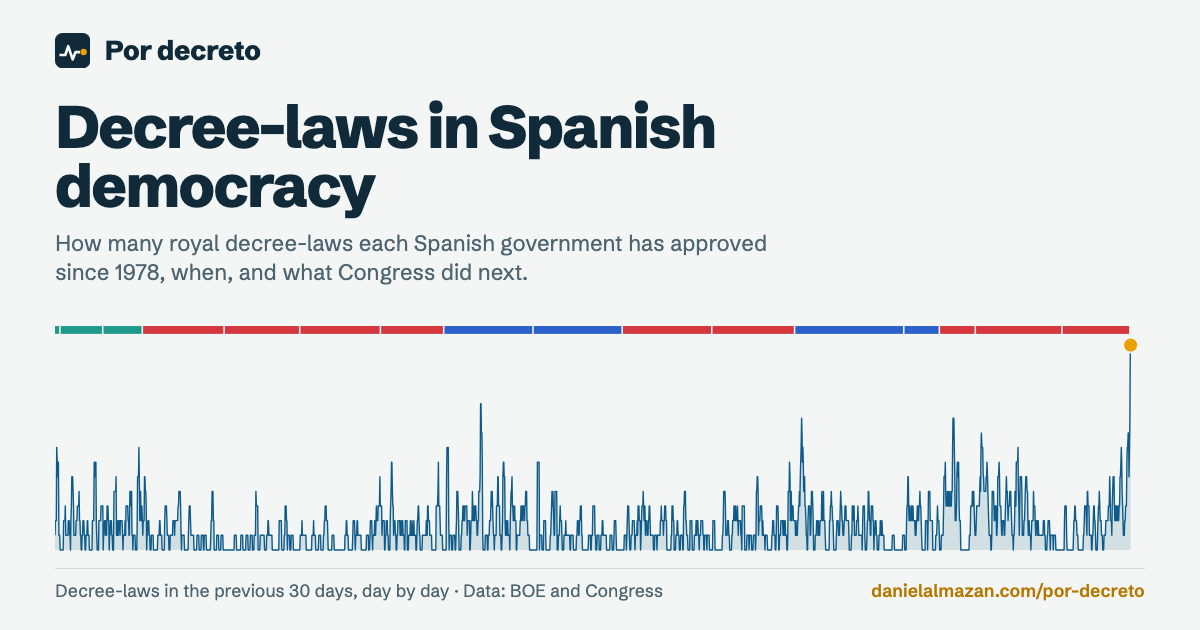 Por decreto
Decree-laws in Spanish
democracy
How many royal decree-laws each Spanish government has approved
since 1978, when, and what Congress did next.
Decree-laws in the previous 30 days, day by day · Data: BOE and Congress
danielalmazan.com/por-decreto